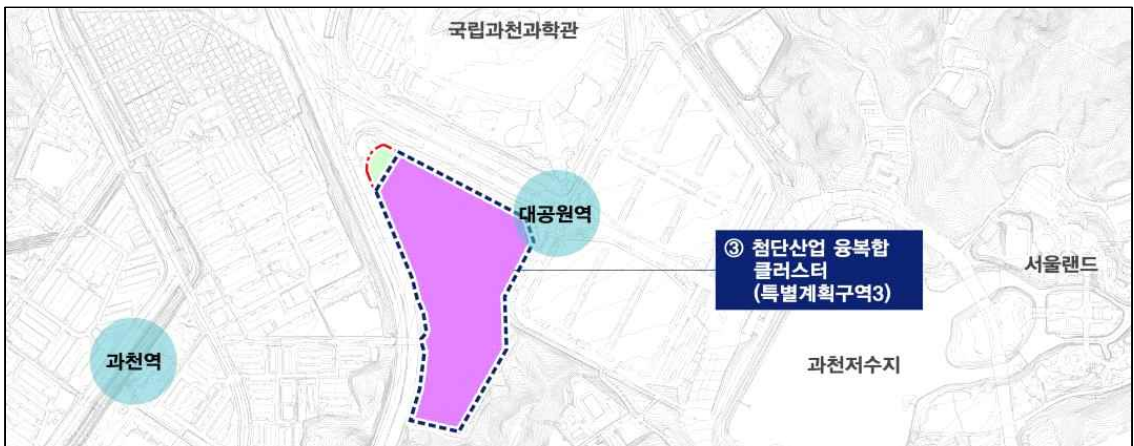 국립과천과학관
대공원역
③ 첨단산업 융복합
클러스터
(특별계획구역3)
서울랜드
과천역
과천저수지